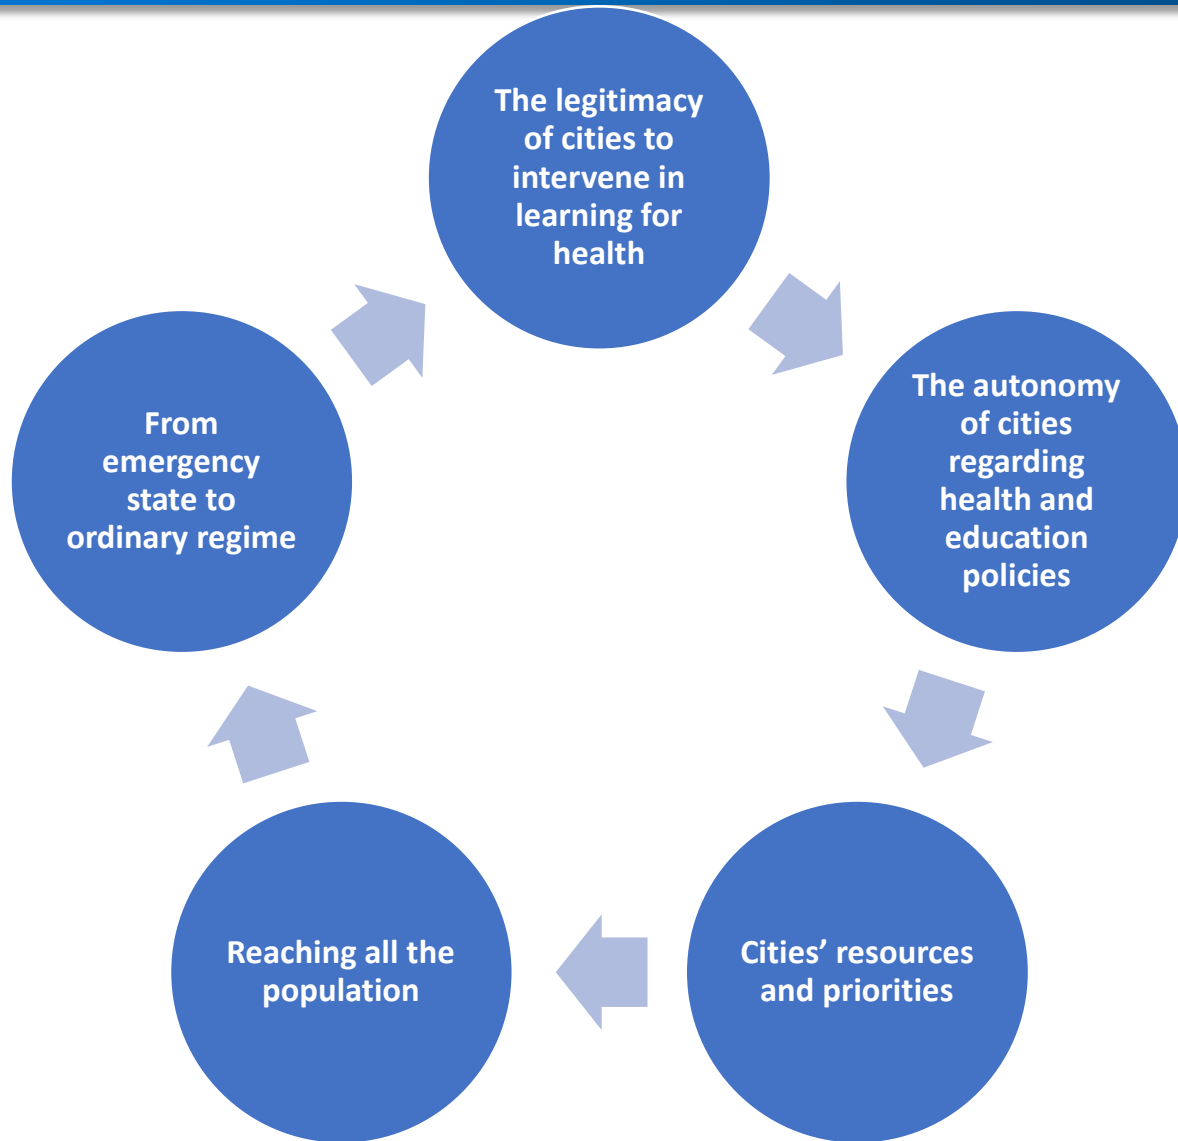 The legitimacy
of cities to
intervene in
learning for
health
The autonomy
of cities
regarding
health and
education
policies
Cities’ resources
and priorities
Reaching all the
population
From
emergency
state to
ordinary regime